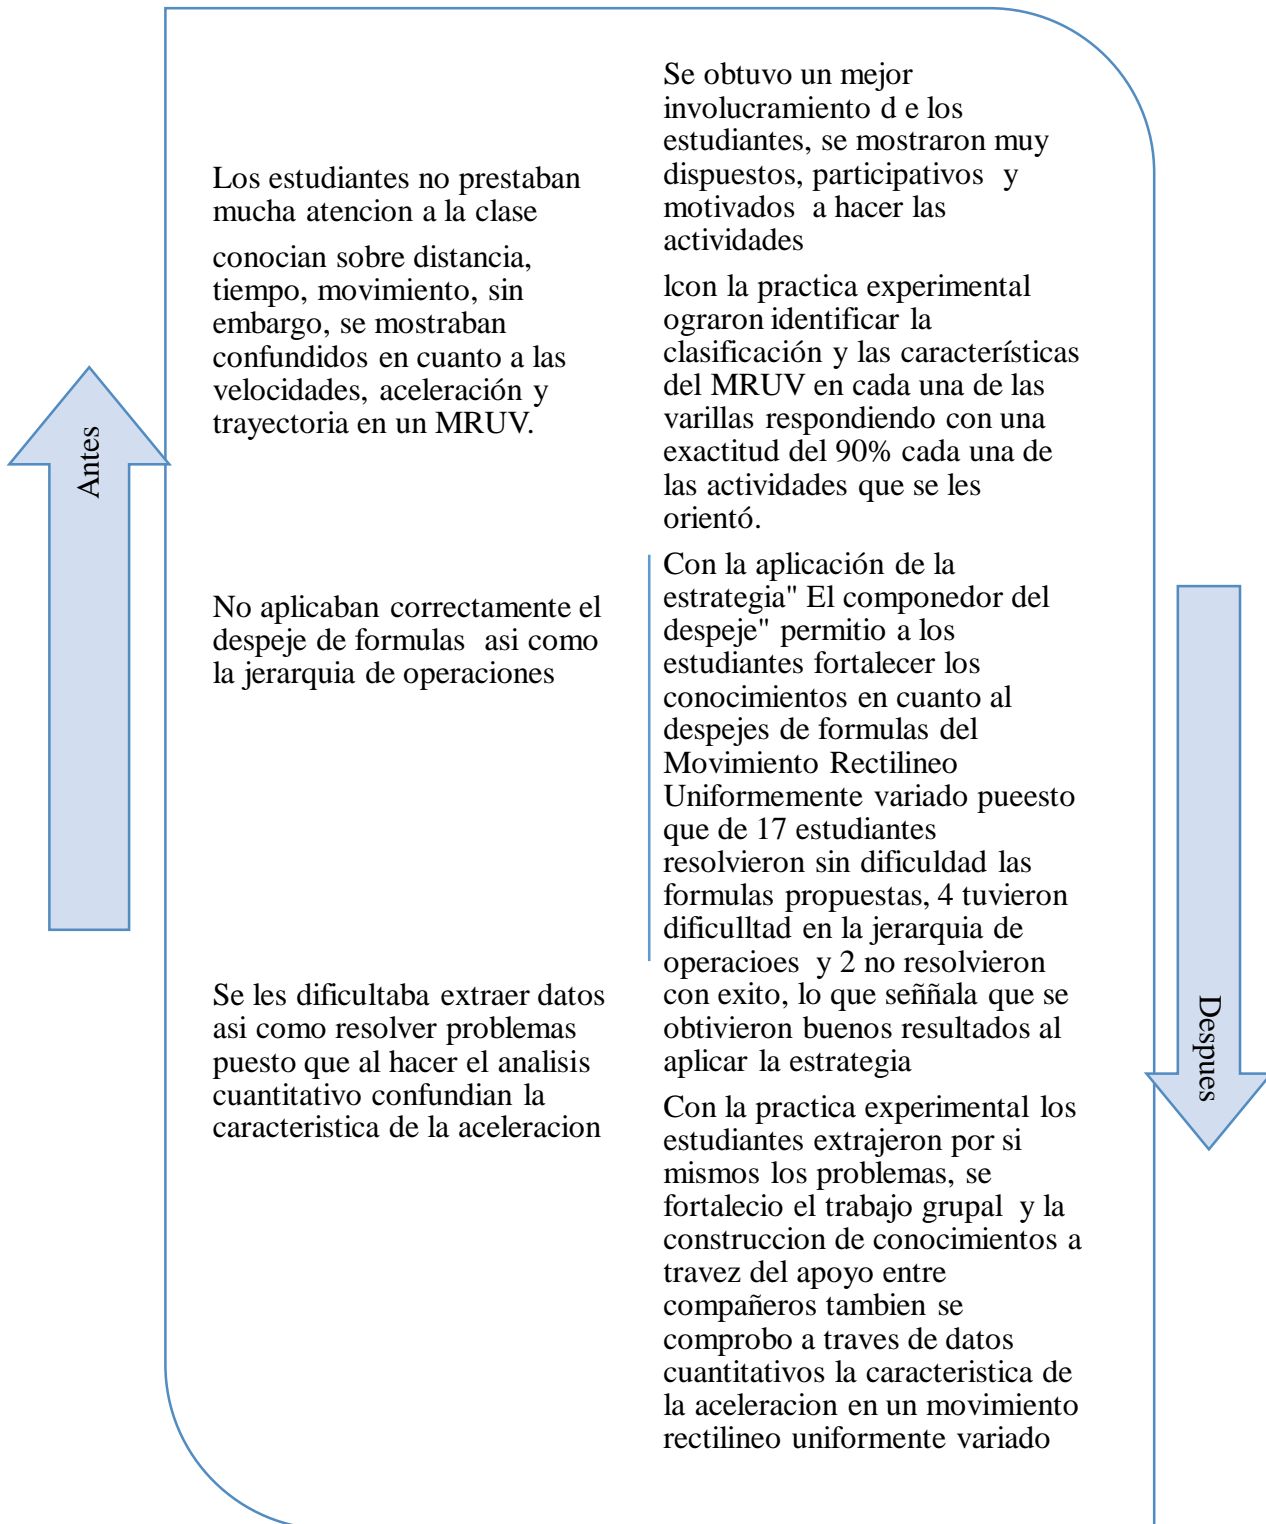 Antes
Los estudiantes no prestaban
mucha atencion a la clase
conocian sobre distancia,
tiempo, movimiento, sin
embargo, se mostraban
confundidos en cuanto a las
velocidades, aceleración y
trayectoria en un MRUV.
No aplicaban correctamente el
despeje de formulas  asi como
la jerarquia de operaciones
Se les dificultaba extraer datos
asi como resolver problemas
puesto que al hacer el analisis
cuantitativo confundian la
caracteristica de la aceleracion
Se obtuvo un mejor
involucramiento d e los
estudiantes, se mostraron muy
dispuestos, participativos  y
motivados  a hacer las
actividades
lcon la practica experimental
ograron identificar la
clasificación y las características
del MRUV en cada una de las
varillas respondiendo con una
exactitud del 90% cada una de
las actividades que se les
orientó.
Con la aplicación de la
estrategia" El componedor del
despeje" permitio a los
estudiantes fortalecer los
conocimientos en cuanto al
despejes de formulas del
Movimiento Rectilineo
Uniformemente variado pueesto
que de 17 estudiantes
resolvieron sin dificuldad las
formulas propuestas, 4 tuvieron
dificulltad en la jerarquia de
operacioes  y 2 no resolvieron
con exito, lo que seññala que se
obtivieron buenos resultados al
aplicar la estrategia
Con la practica experimental los
estudiantes extrajeron por si
mismos los problemas, se
fortalecio el trabajo grupal  y la
construccion de conocimientos a
travez del apoyo entre
compañeros tambien se
comprobo a traves de datos
cuantitativos la caracteristica de
la aceleracion en un movimiento
rectilineo uniformente variado
Despues